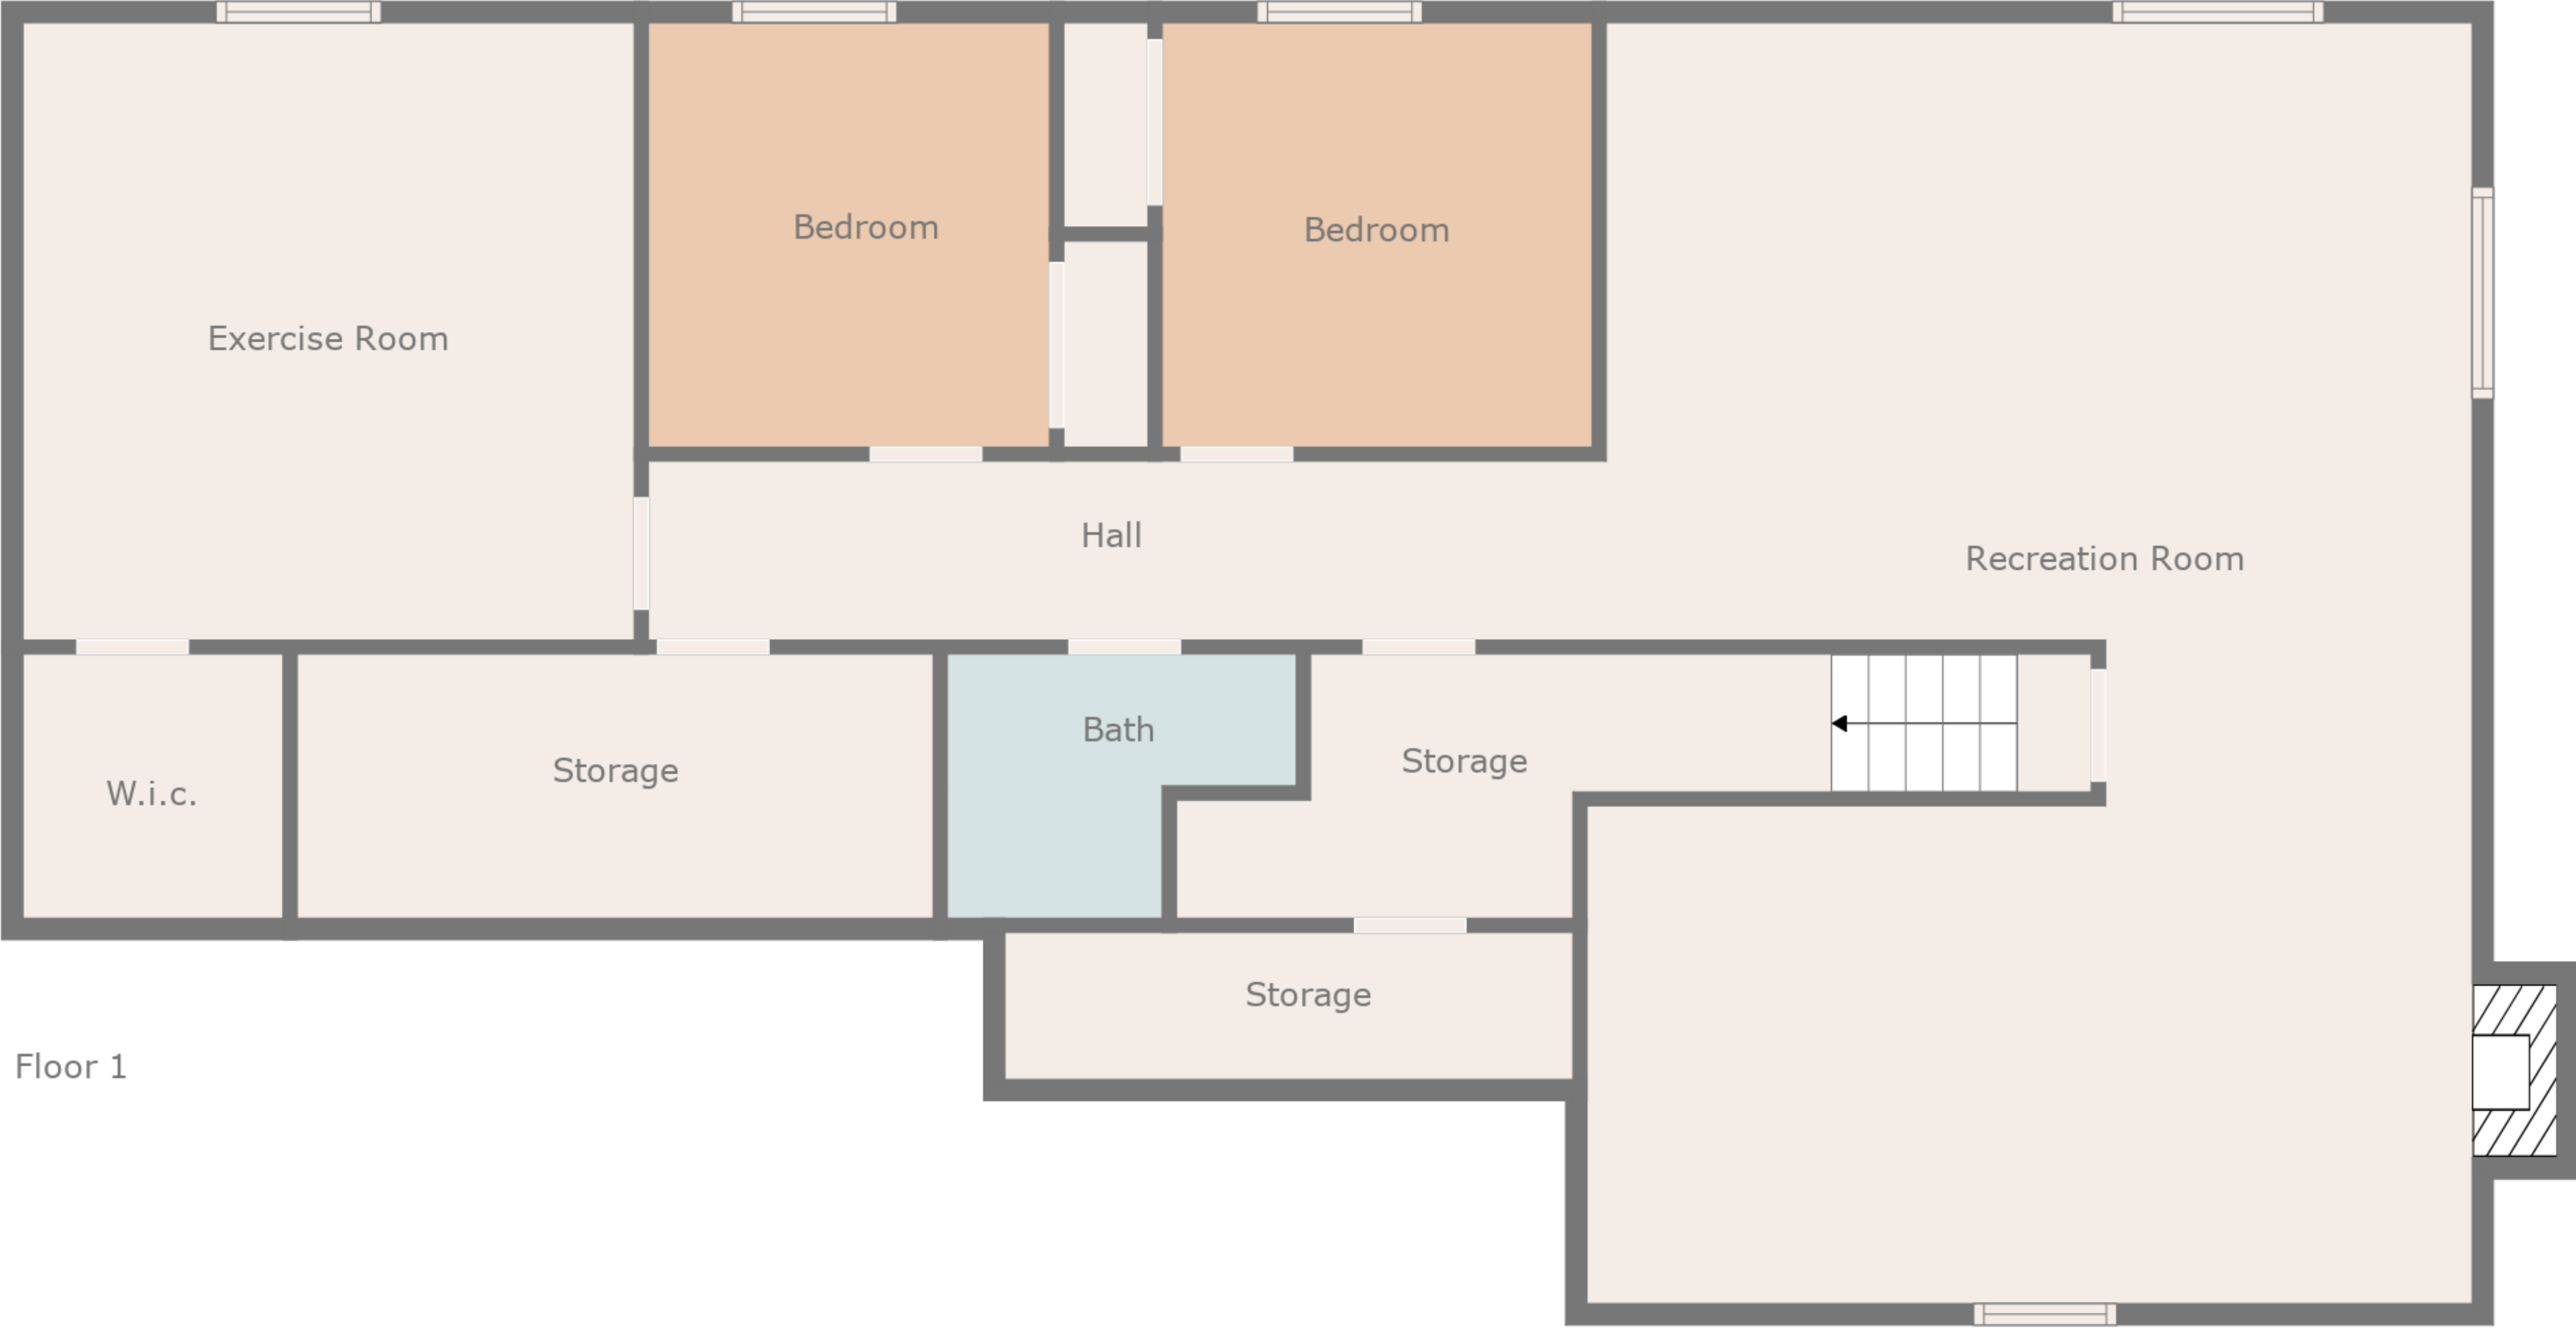 Bedroom
Bedroom
Exercise Room
Hall
Recreation Room
Bath
Storage
Storage
W.i.c.
Storage
Floor 1